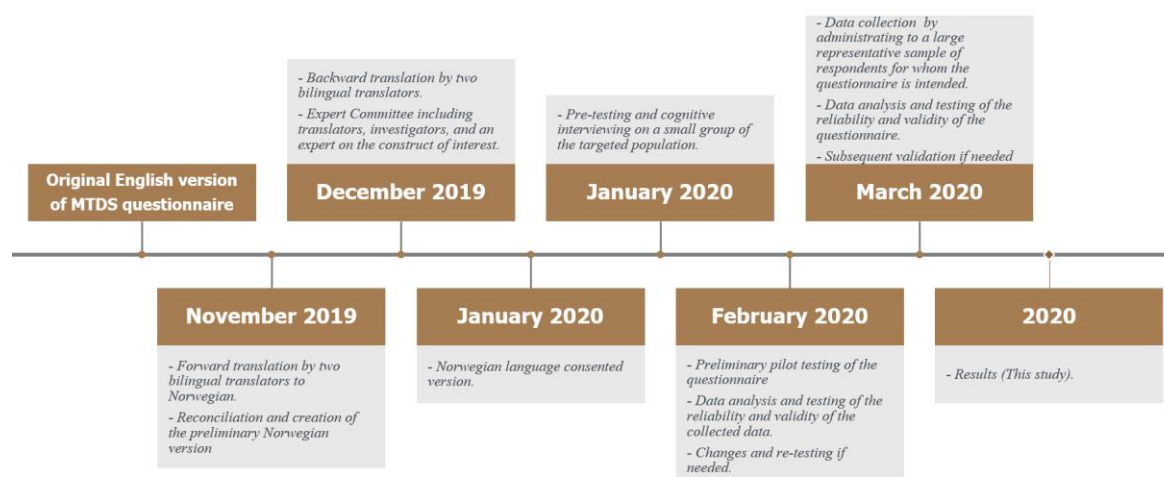 Original English version
of MTDS questionnaire
November 2019
- Forward translation by two
bilingual translators to
Norwegian.
- Reconciliation and creation of
the preliminary Norwegian
version
- Backward translation by two
bilingual translators.
- Expert Committee including
translators, investigators, and an
expert on the construct of interest.
December 2019
January 2020
- Norwegian language consented
version.
- Pre-testing and cognitive
interviewing on a small group of
the targeted population.
January 2020
February 2020
- Preliminary pilot testing of the
questionnaire
- Data analysis and testing of the
reliability and validity of the
collected data.
- Changes and re-testing if
needed.
- Data collection by
administrating to a large
representative sample of
respondents for whom the
questionnaire is intended.
- Data analysis and testing of the
reliability and validity of the
questionnaire.
- Subsequent validation if needed
March 2020
2020
- Results (This study).